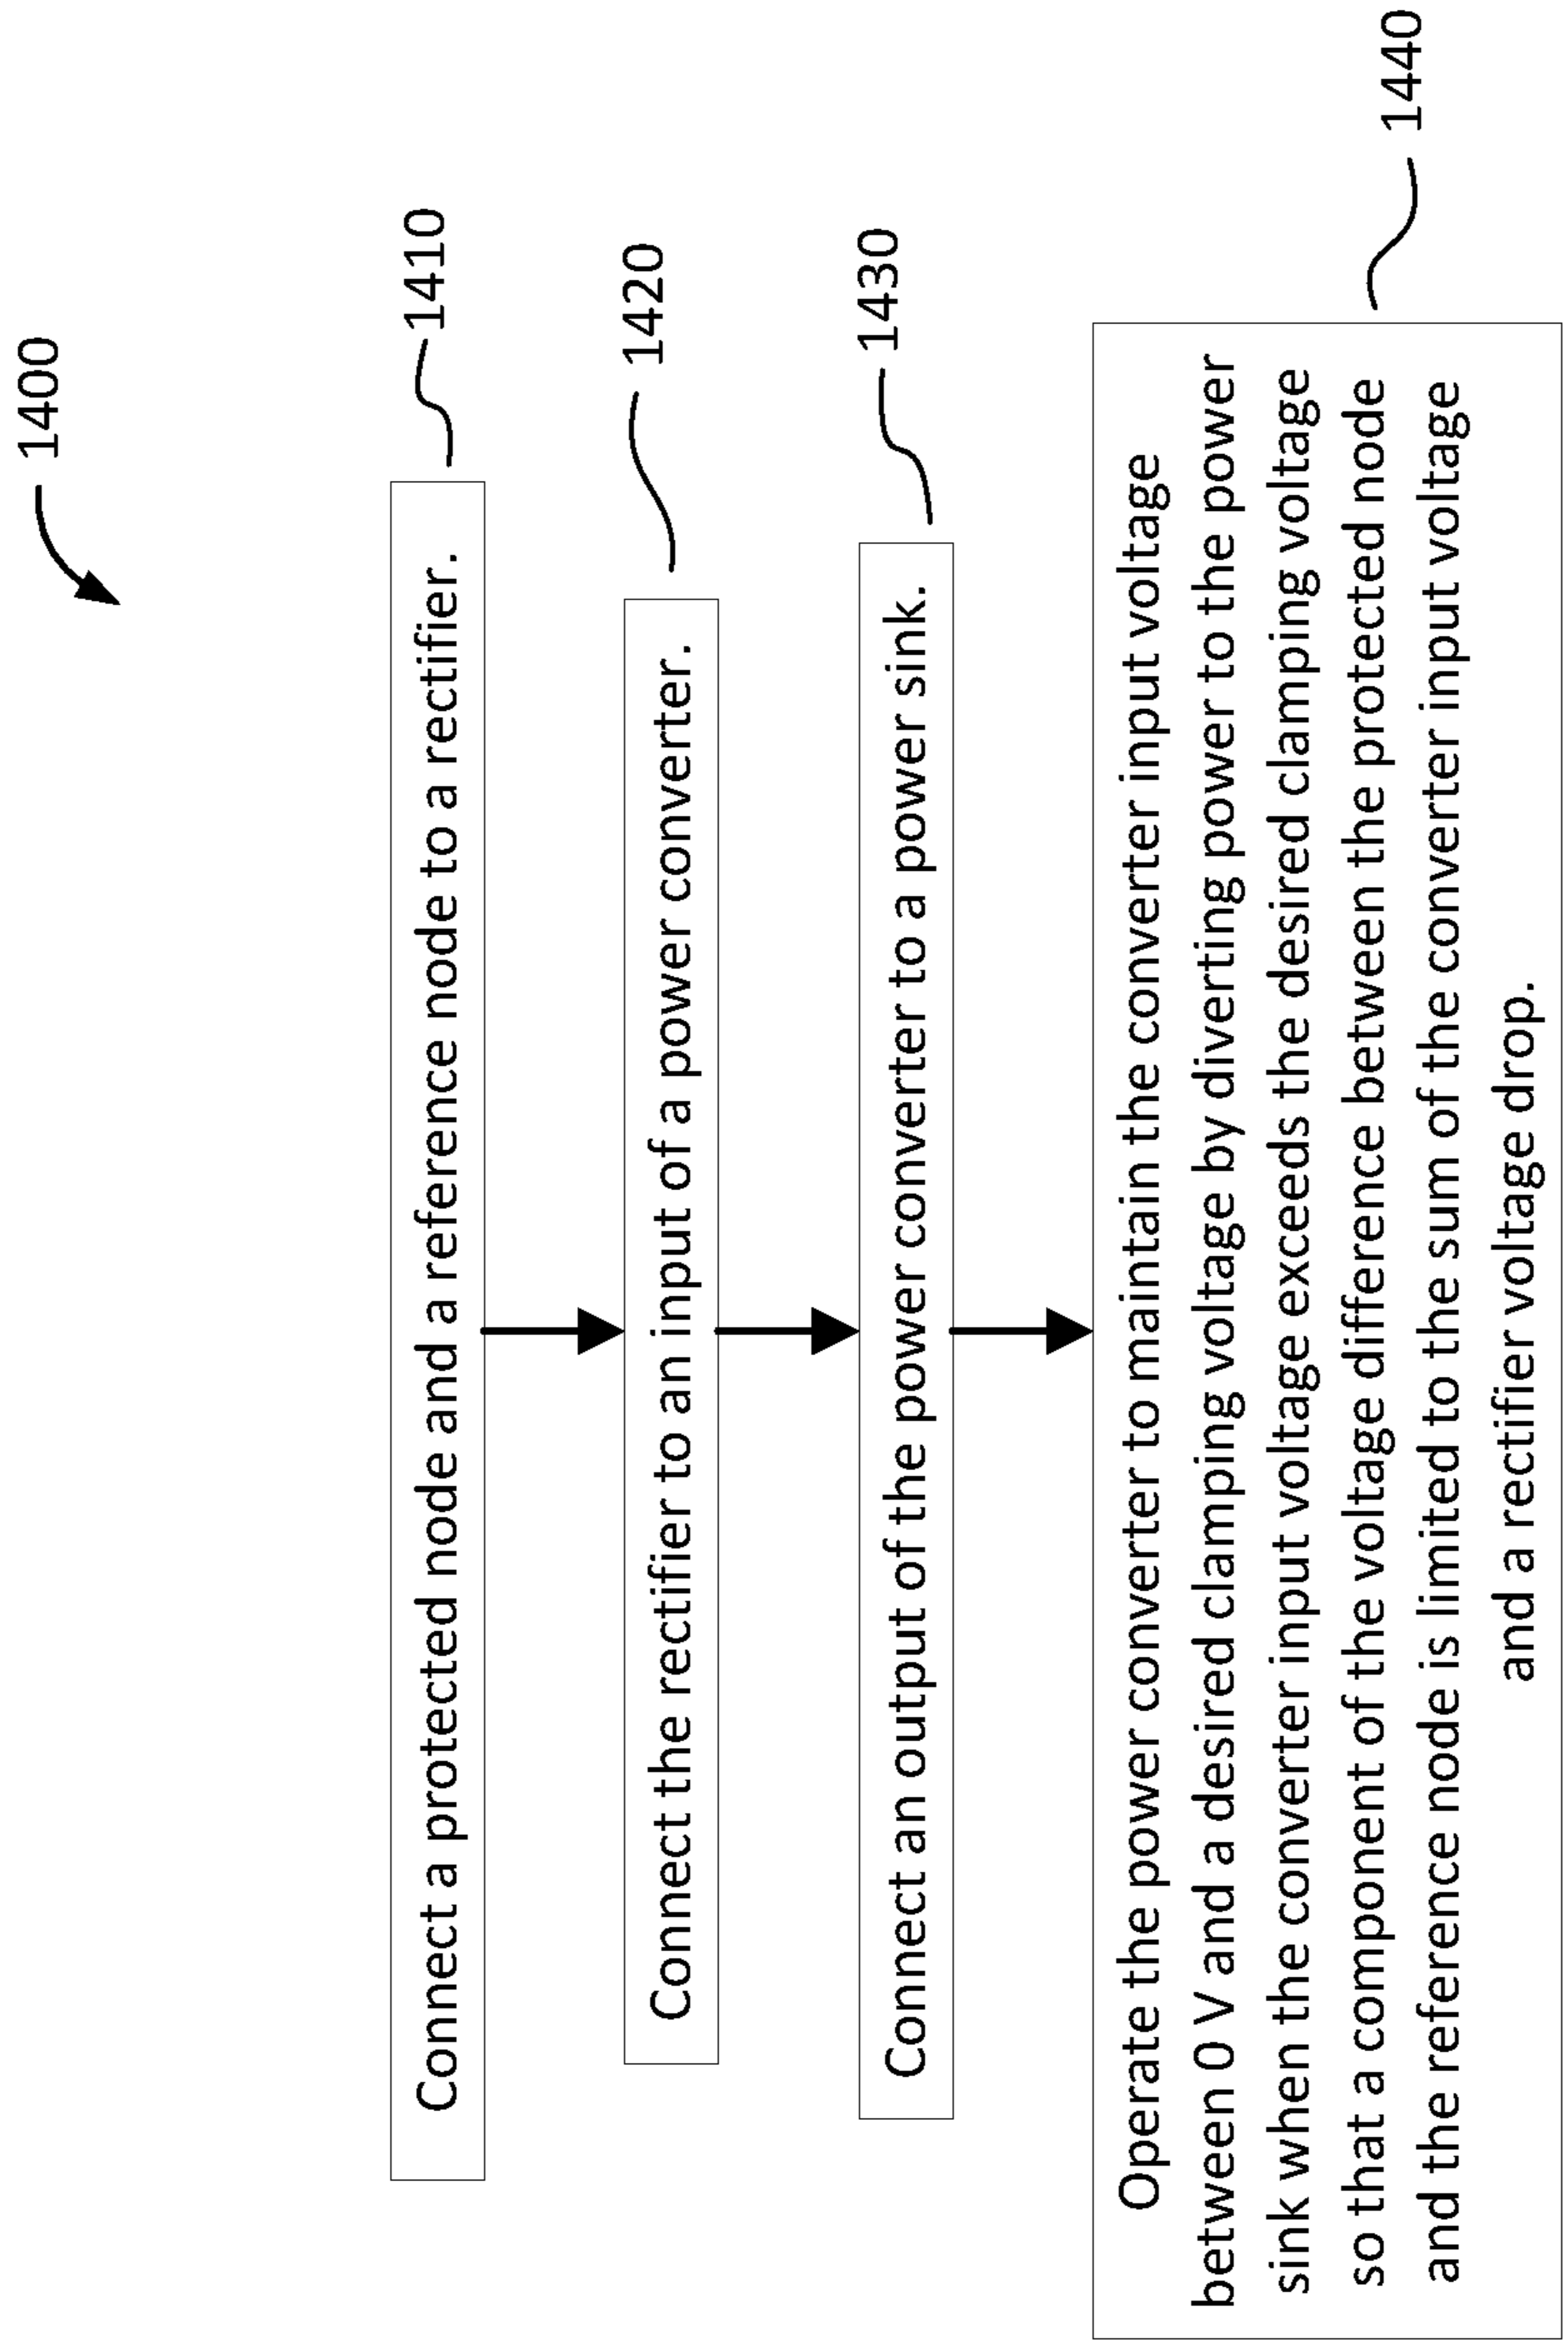 1400
Connect a protected node and a reference node to a rectifier.
1410
Connect the rectifier to an input of a power converter.
1420
Connect an output of the power converter to a power sink.
1430
Operate the power converter to maintain the converter input voltage
between 0 V and a desired clamping voltage by diverting power to the power
sink when the converter input voltage exceeds the desired clamping voltage
so that a component of the voltage difference between the protected node
and the reference node is limited to the sum of the converter input voltage
and a rectifier voltage drop.
1440